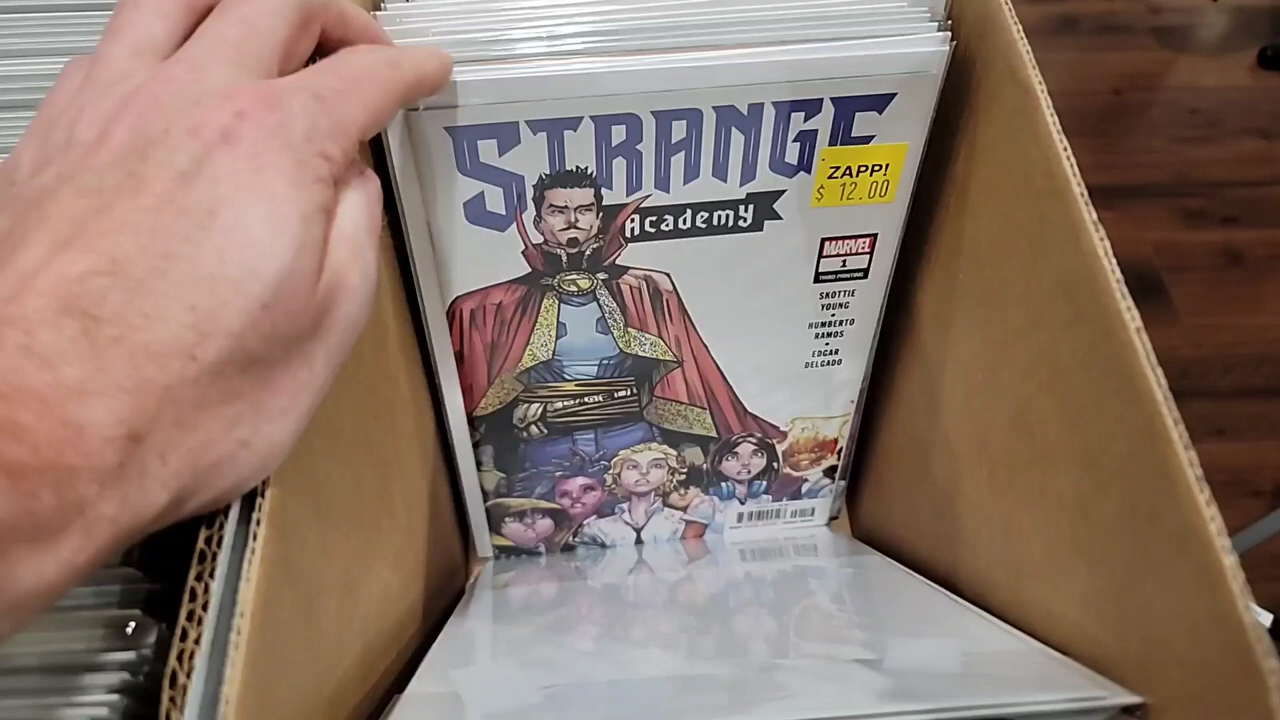 STRANGE
Academy
ZAPP!
$ 12.00
MARVEL
1
THIRD PRINTING
SKOTTIE
YOUNG
•
HUMBERTO
RAMOS
•
EDGAR
DELGADO